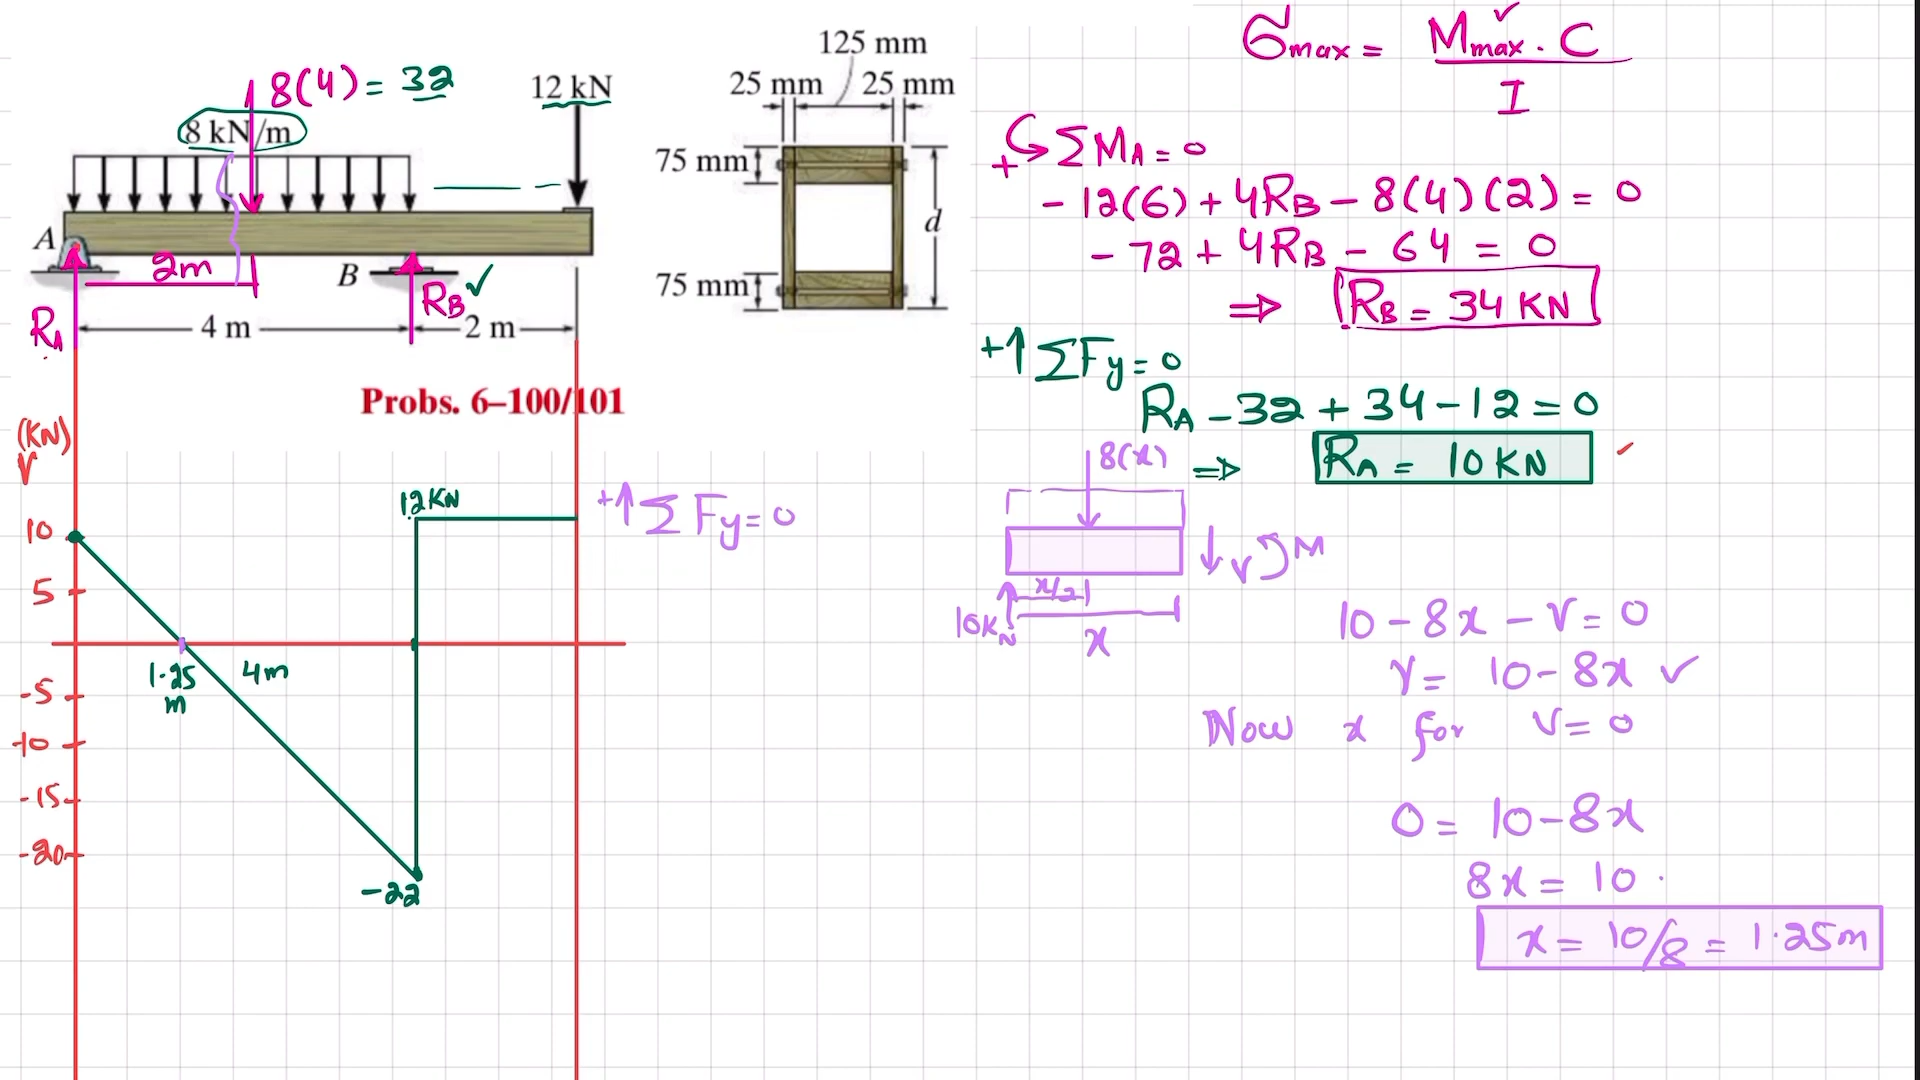 8(4) = 32
8 kN/m
12 kN
A
2m
B
RB ✓
RA
4 m
2 m
Probs. 6–100/101
125 mm
25 mm
25 mm
75 mm
75 mm
d
(KN)
V
10
5
-5
-10
-15
-20
1.25
m
4m
12KN
-22
+↑ ΣFy = 0
σmax = Mmax . C / I
✓
+ ΣMA = 0
- 12(6) + 4RB - 8(4)(2) = 0
- 72 + 4RB - 64 = 0
⇒ RB = 34 KN
+↑ ΣFy = 0
RA - 32 + 34 - 12 = 0
⇒ RA = 10 KN
8(x)
↓ V M
x/2
10KN
x
10 - 8x - V = 0
V = 10 - 8x ✓
Now x for V = 0
0 = 10 - 8x
8x = 10 .
x = 10/8 = 1.25m